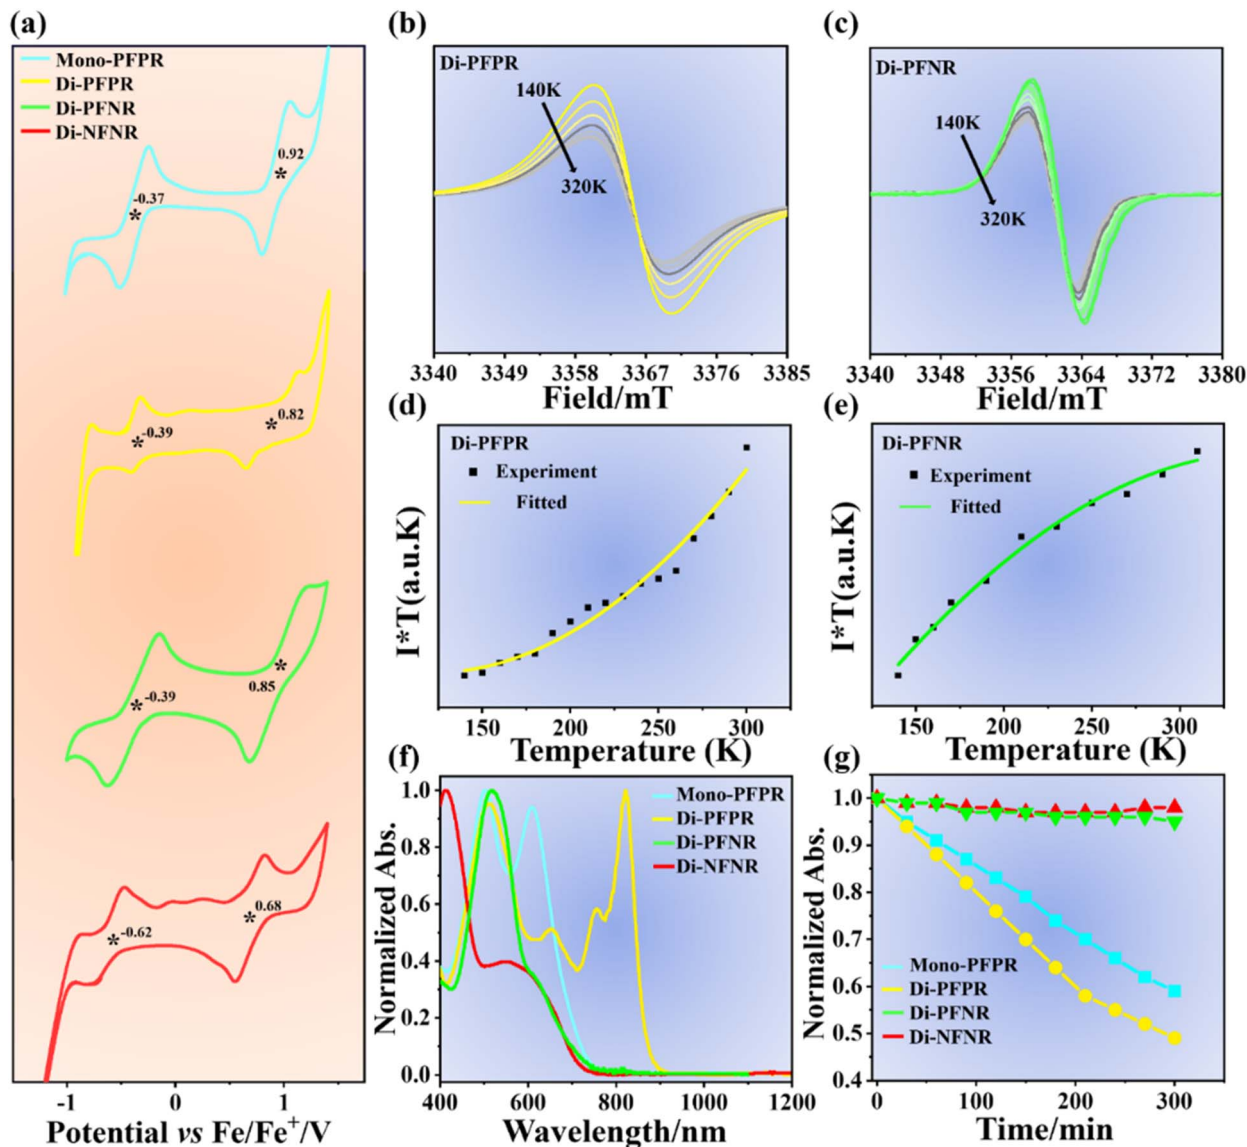 (a)
Mono-PFPR
Di-PFPR
Di-PFNR
Di-NFNR
*-0.37
0.92
*
*-0.39
*0.82
*-0.39
*
0.85
*-0.62
*0.68
-1 0 1
Potential vs Fe/Fe+/V
(b)
Di-PFPR
140K
320K
3340 3349 3358 3367 3376 3385
Field/mT
(c)
Di-PFNR
140K
320K
3340 3348 3356 3364 3372 3380
Field/mT
(d)
Di-PFPR
Experiment
Fitted
I*T(a.u.K)
150 200 250 300
Temperature (K)
(e)
Di-PFNR
Experiment
Fitted
I*T(a.u.K)
150 200 250 300
Temperature (K)
(f)
Mono-PFPR
Di-PFPR
Di-PFNR
Di-NFNR
1.0
0.8
0.6
0.4
0.2
0.0
Normalized Abs.
400 600 800 1000 1200
Wavelength/nm
(g)
1.0
0.9
0.8
0.7
0.6
0.5
0.4
Normalized Abs.
Mono-PFPR
Di-PFPR
Di-PFNR
Di-NFNR
0 100 200 300
Time/min